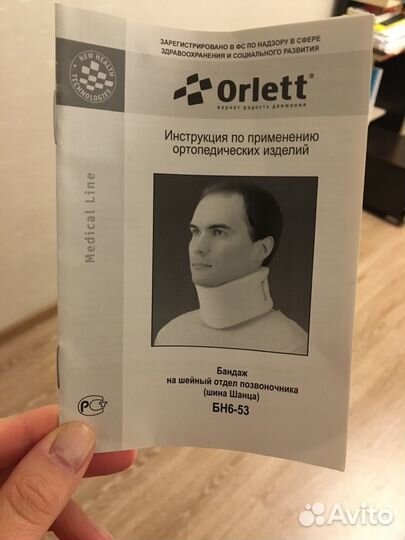 ЗАРЕГИСТРИРОВАНО В ФС ПО НАДЗОРУ В СФЕРЕ
ЗДРАВООХРАНЕНИЯ И СОЦИАЛЬНОГО РАЗВИТИЯ
NEW HEALTH
TECHNOLOGIES
Orlett®
вернет радость движения
Инструкция по применению
ортопедических изделий
Medical Line
Бандаж
на шейный отдел позвоночника
(шина Шанца)
БН6-53
РСТ
Avito